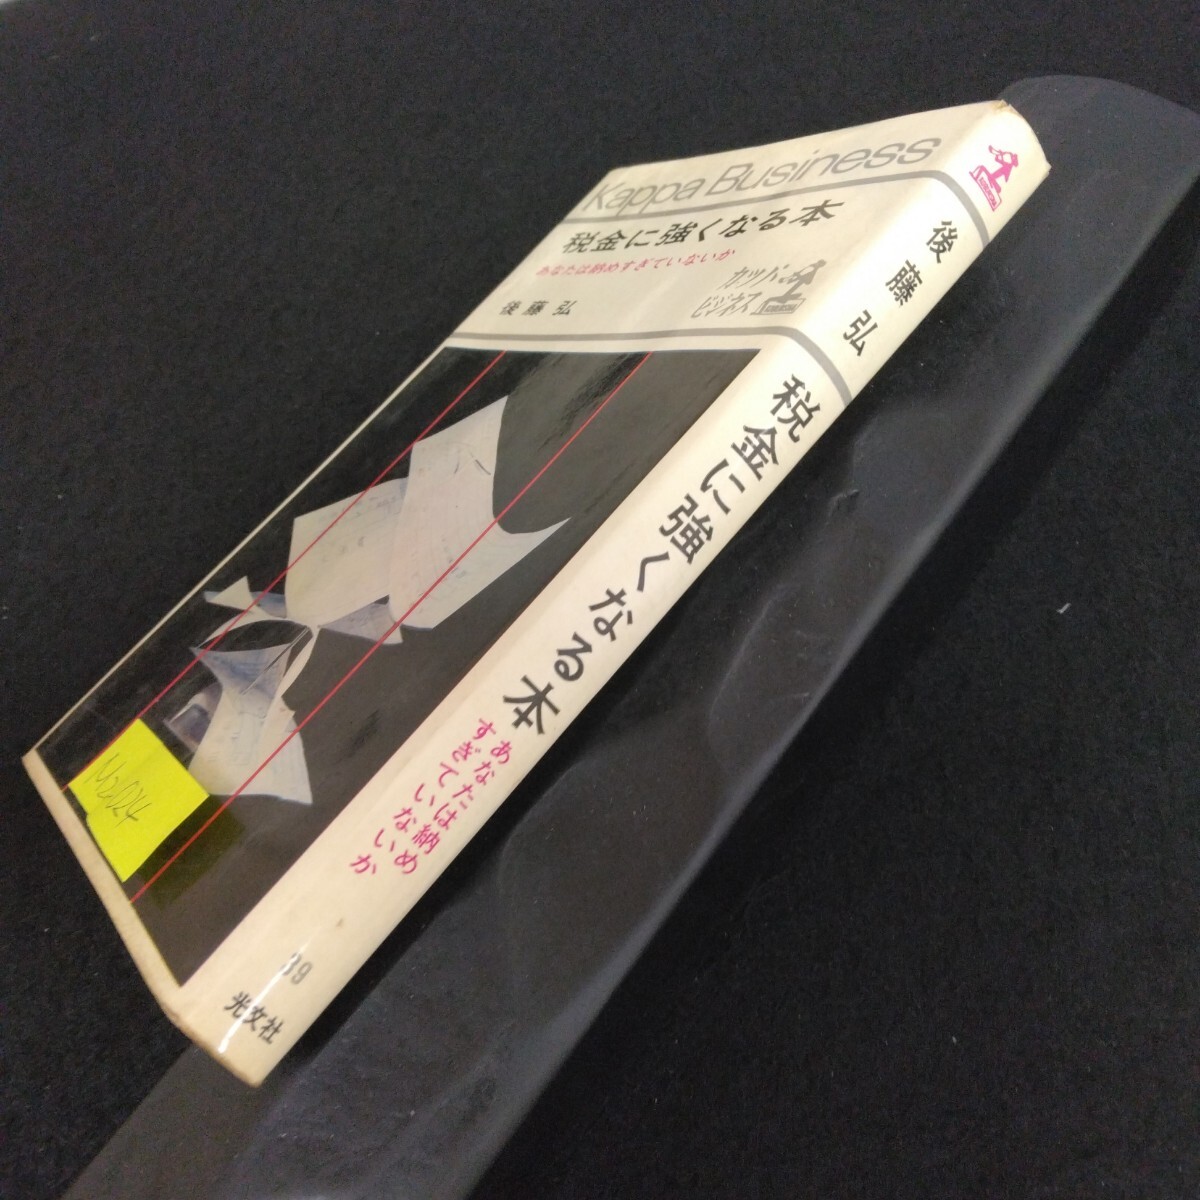 Kappa Business
税金に強くなる本
あなたは納めすぎていないか
後藤弘
カッパ・
ビジネス
後藤弘
税金に強くなる本
あなたは納め
すぎていないか
39
光文社
M21024